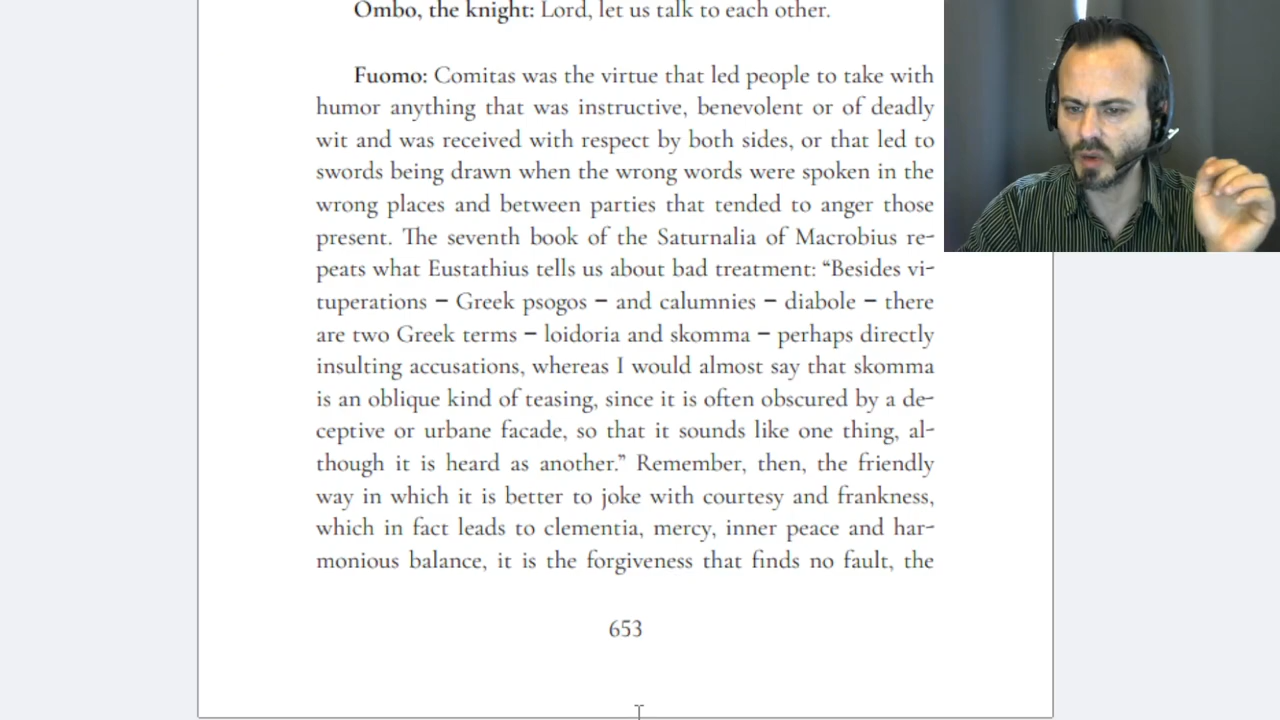 Ombo, the knight: Lord, let us talk to each other.
Fuomo: Comitas was the virtue that led people to take with
humor anything that was instructive, benevolent or of deadly
wit and was received with respect by both sides, or that led to
swords being drawn when the wrong words were spoken in the
wrong places and between parties that tended to anger those
present. The seventh book of the Saturnalia of Macrobius re-
peats what Eustathius tells us about bad treatment: “Besides vi-
tuperations – Greek psogos – and calumnies – diabole – there
are two Greek terms – loidoria and skomma – perhaps directly
insulting accusations, whereas I would almost say that skomma
is an oblique kind of teasing, since it is often obscured by a de-
ceptive or urbane facade, so that it sounds like one thing, al-
though it is heard as another.” Remember, then, the friendly
way in which it is better to joke with courtesy and frankness,
which in fact leads to clementia, mercy, inner peace and har-
monious balance, it is the forgiveness that finds no fault, the
653